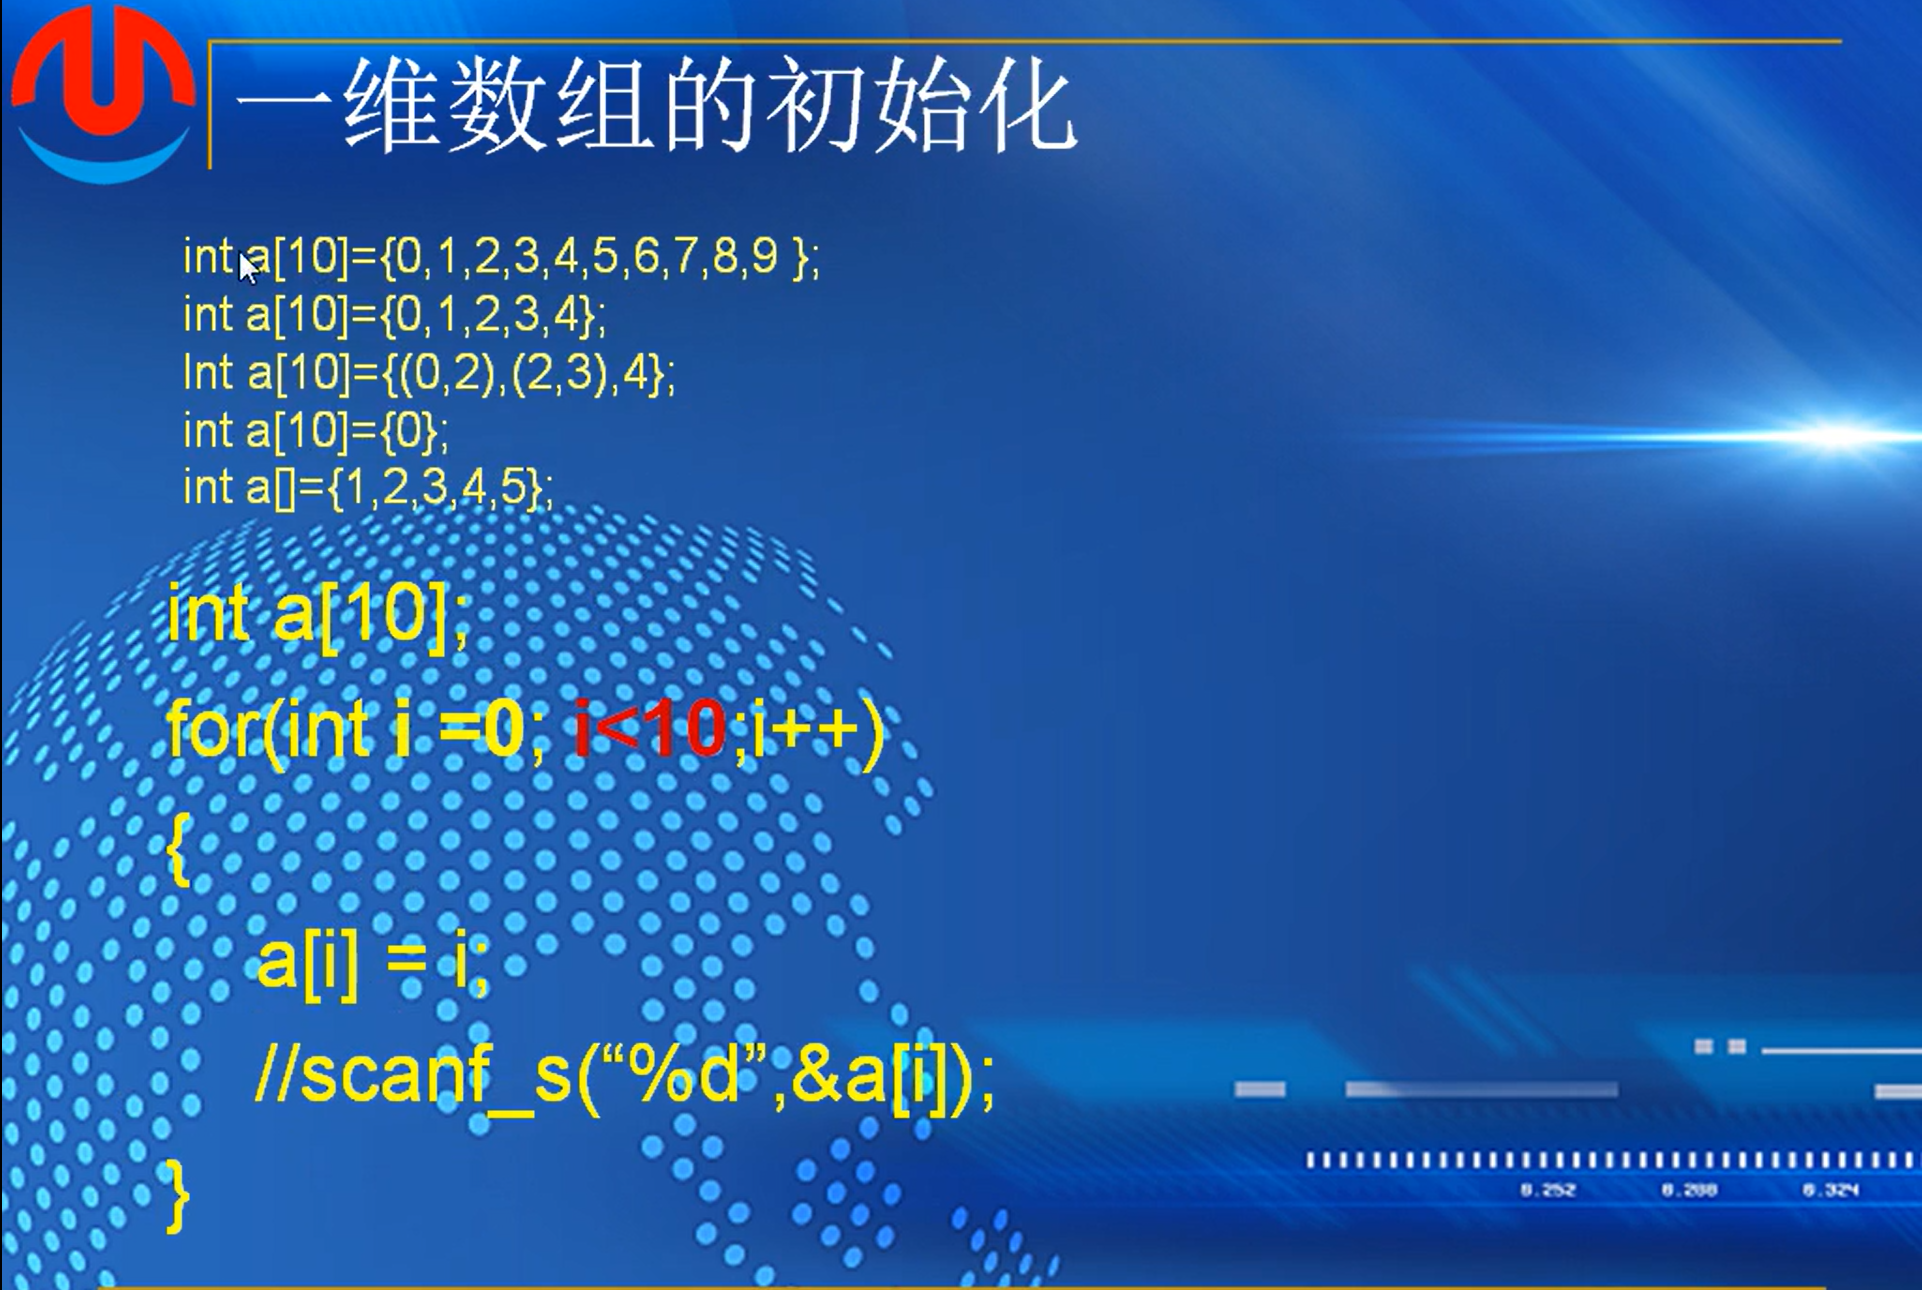 一维数组的初始化
int a[10]={0,1,2,3,4,5,6,7,8,9 };
int a[10]={0,1,2,3,4};
Int a[10]={(0,2),(2,3),4};
int a[10]={0};
int a[]={1,2,3,4,5};
int a[10];
for(int i =0; i<10;i++)
{
a[i] = i;
//scanf_s(“%d”,&a[i]);
}
0.252 0.288 0.324